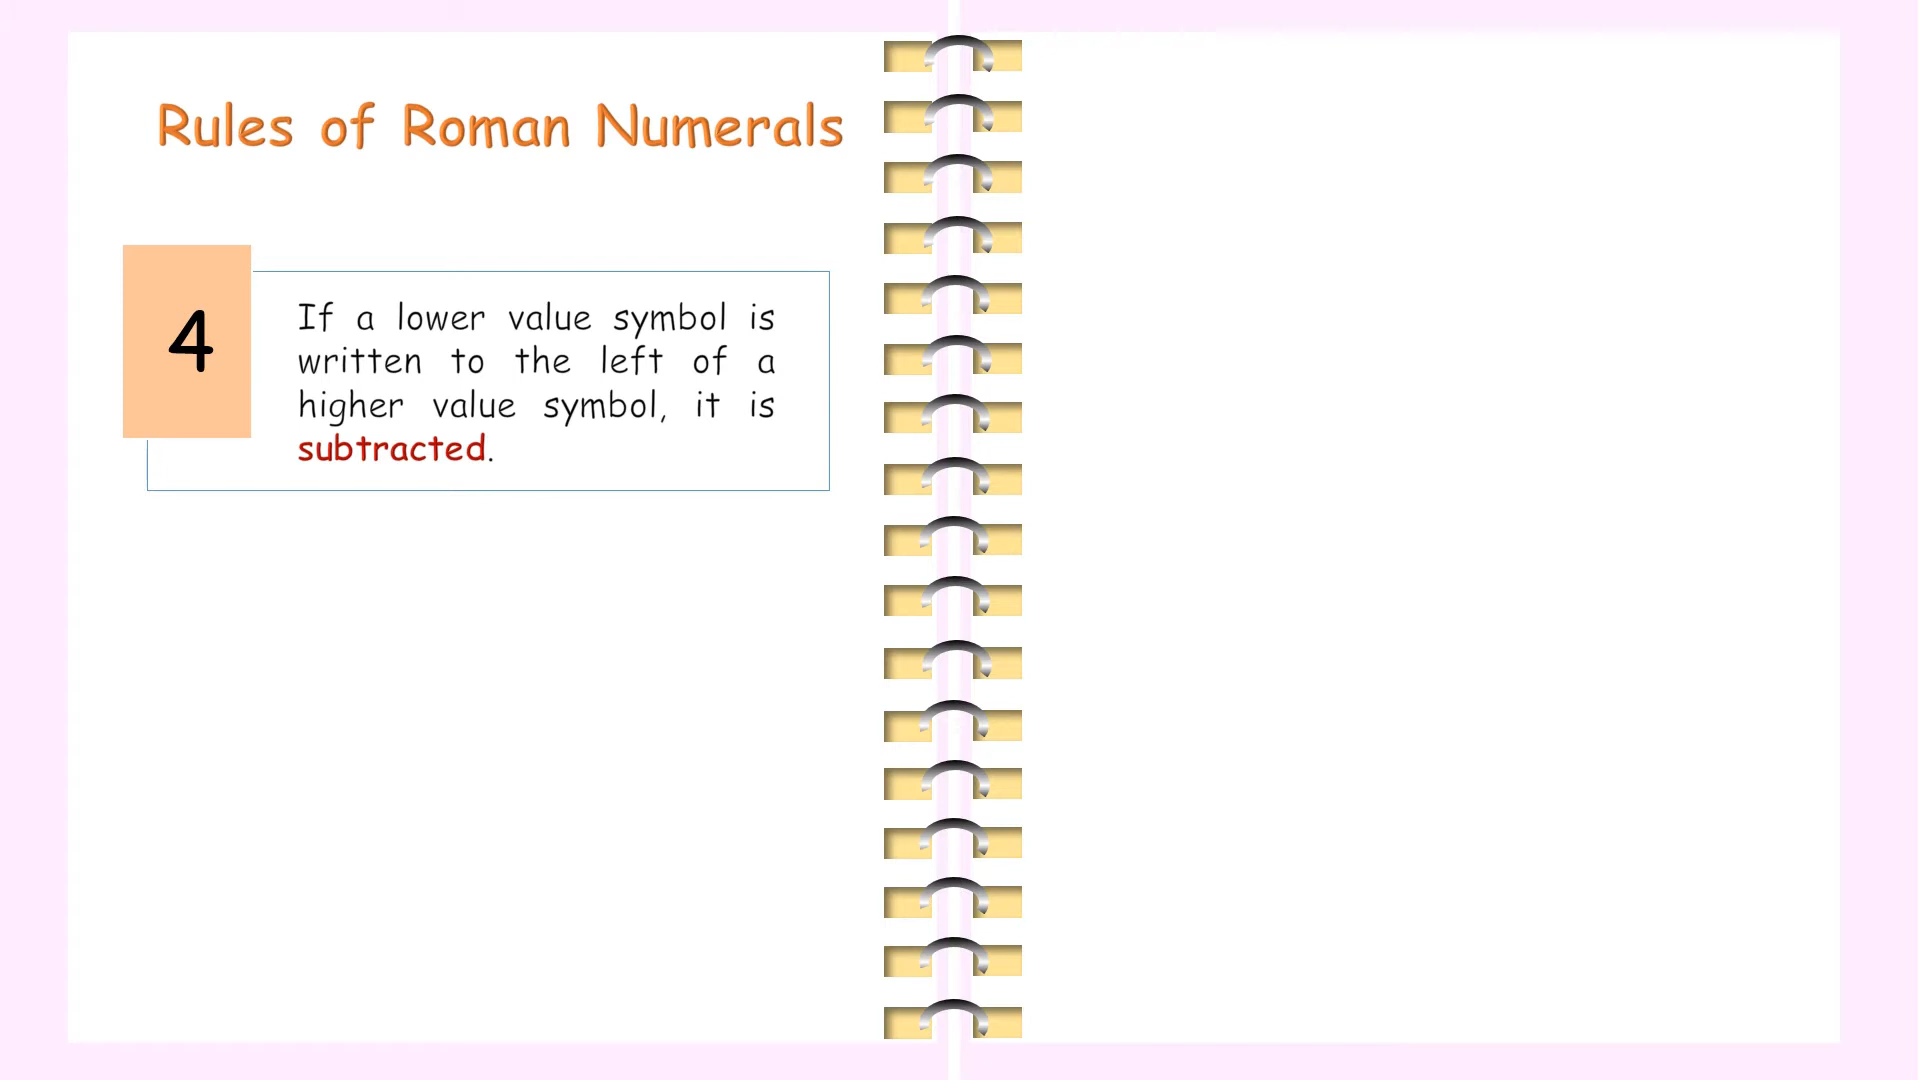 Rules of Roman Numerals
4
If a lower value symbol is
written to the left of a
higher value symbol, it is
subtracted.